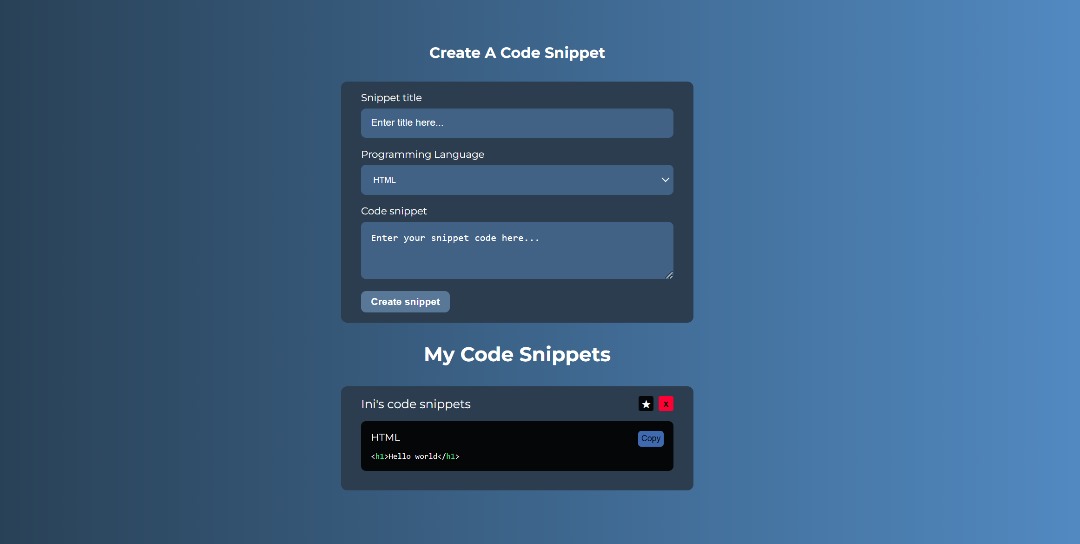 Create A Code Snippet
Snippet title
Enter title here...
Programming Language
HTML
Code snippet
Enter your snippet code here...
Create snippet
My Code Snippets
Ini's code snippets
x
HTML
Copy
<h1>Hello world</h1>